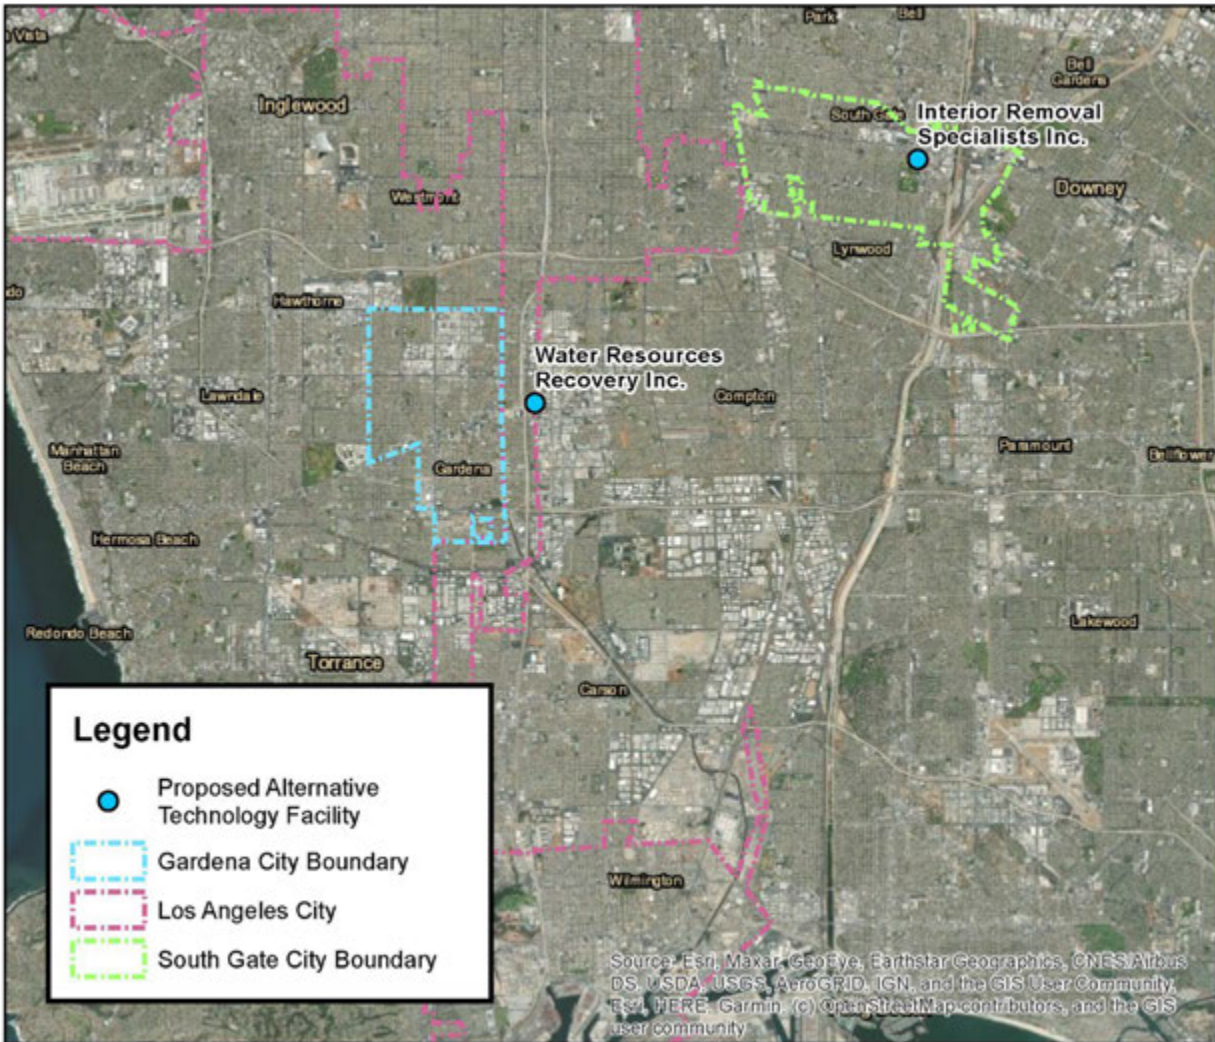 Park
Bell
Vista
Bell
Gardens
Inglewood
South Gate
Interior Removal
Specialists Inc.
Westmont
Downey
Lynwood
Hawthorne
Water Resources
Recovery Inc.
Lawndale
Compton
Manhattan
Beach
Gardena
Paramount
Bellflower
Hermosa Beach
Redondo Beach
Lakewood
Torrance
Carson
Legend
Proposed Alternative
Technology Facility
Gardena City Boundary
Los Angeles City
South Gate City Boundary
Wilmington
Source: Esri, Maxar, GeoEye, Earthstar Geographics, CNES/Airbus
DS, USDA, USGS, AeroGRID, IGN, and the GIS User Community,
Esri, HERE, Garmin, (c) OpenStreetMap contributors, and the GIS
user community